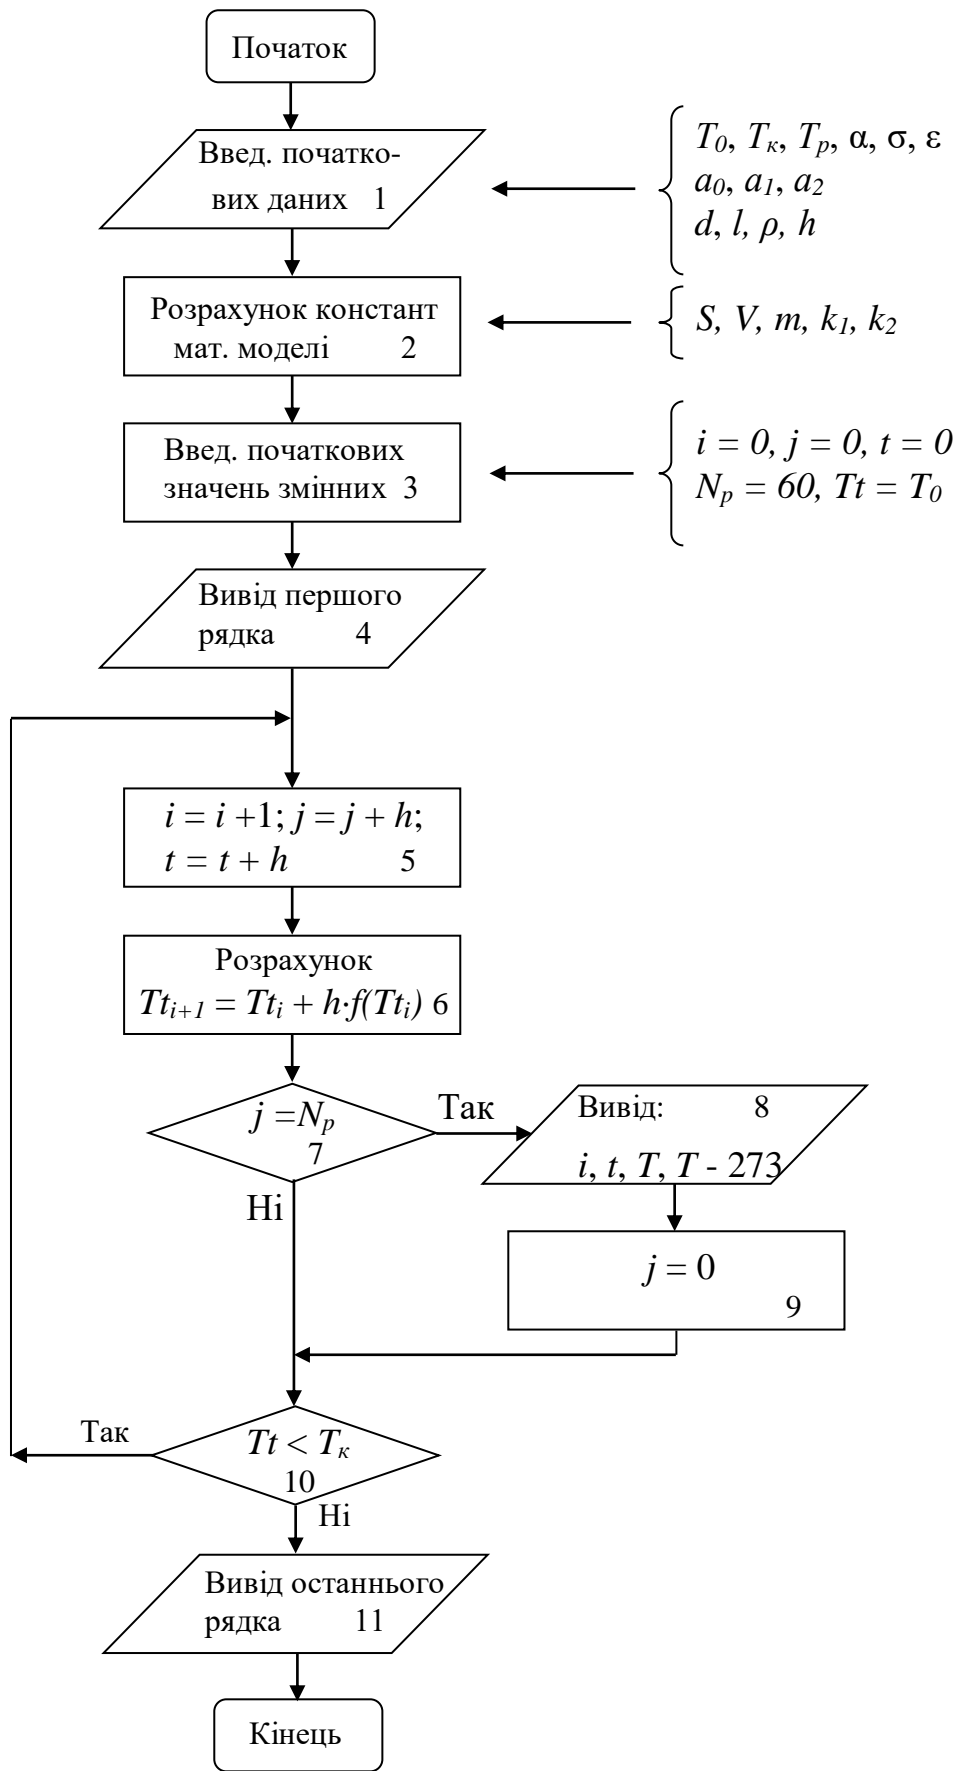 Початок
Введ. початко-
вих даних 1
T₀, Tₖ, Tₚ, α, σ, ε
a₀, a₁, a₂
d, l, ρ, h
Розрахунок констант
мат. моделі 2
S, V, m, k₁, k₂
Введ. початкових
значень змінних 3
i = 0, j = 0, t = 0
Nₚ = 60, Tt = T₀
Вивід першого
рядка 4
i = i +1; j = j + h;
t = t + h 5
Розрахунок
Ttᵢ₊₁ = Ttᵢ + h·f(Ttᵢ) 6
j =Nₚ
7
Так
Вивід: 8
i, t, T, T - 273
Ні
j = 0
9
Так
Tt < Tₖ
10
Ні
Вивід останнього
рядка 11
Кінець